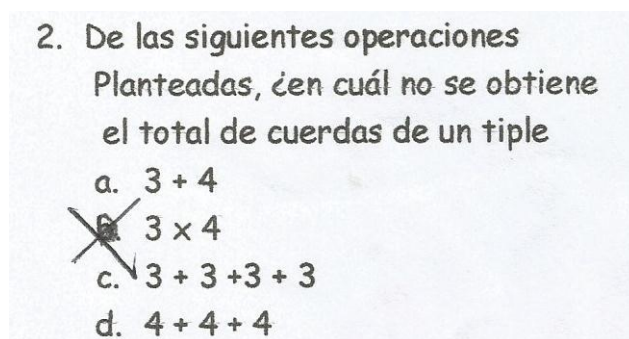 2. De las siguientes operaciones
Planteadas, ¿en cuál no se obtiene
el total de cuerdas de un tiple
a. 3 + 4
3 x 4
c. 3 + 3 +3 + 3
d. 4 + 4 + 4